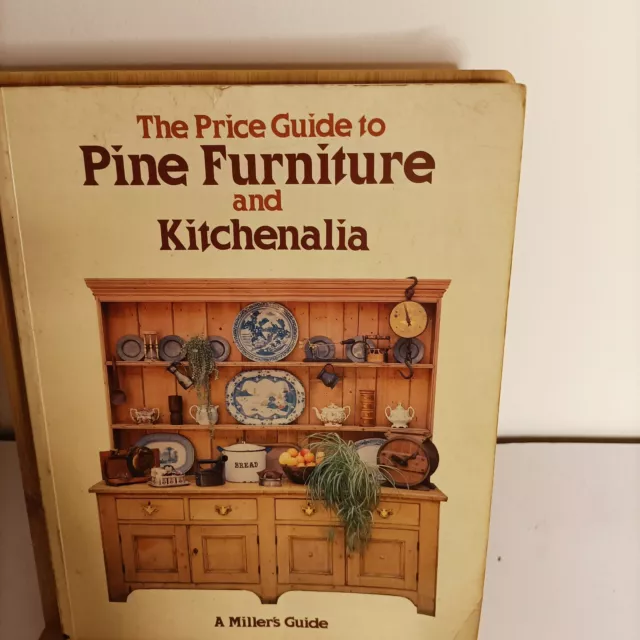 The Price Guide to
Pine Furniture
and
Kitchenalia
BREAD
A Miller's Guide